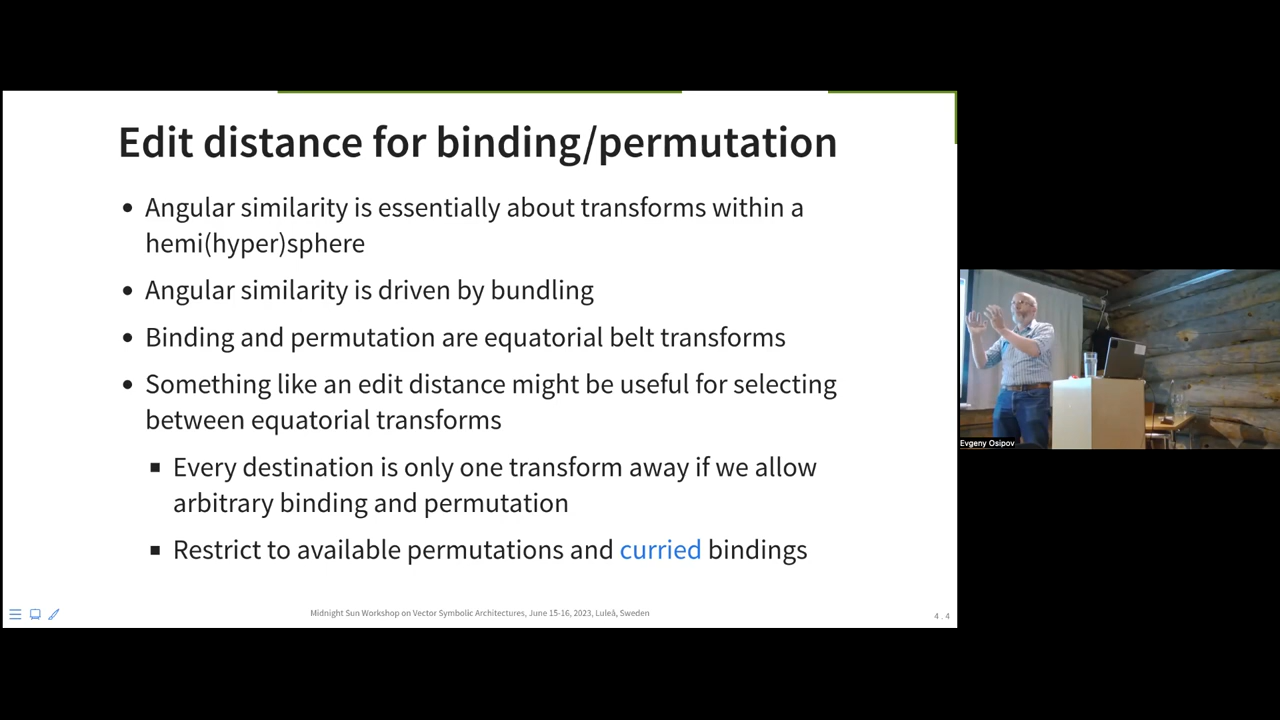 Edit distance for binding/permutation
• Angular similarity is essentially about transforms within a
hemi(hyper)sphere
• Angular similarity is driven by bundling
• Binding and permutation are equatorial belt transforms
• Something like an edit distance might be useful for selecting
between equatorial transforms
▪ Every destination is only one transform away if we allow
arbitrary binding and permutation
▪ Restrict to available permutations and curried bindings
Midnight Sun Workshop on Vector Symbolic Architectures, June 15-16, 2023, Luleå, Sweden
4 . 4
Evgeny Osipov